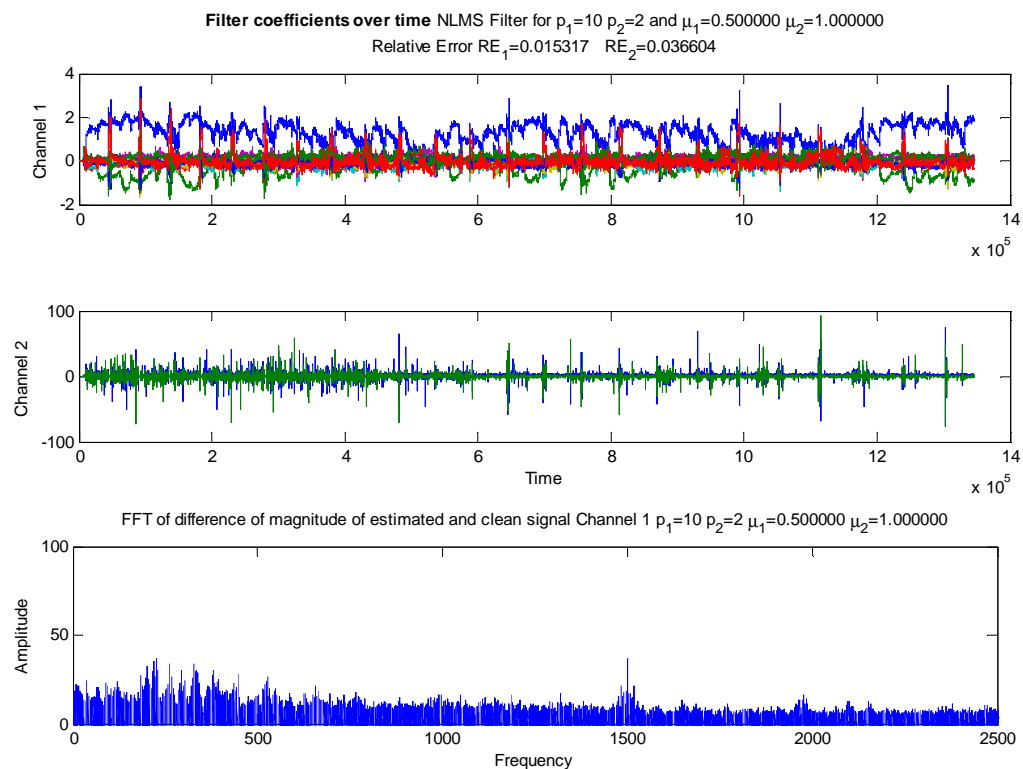 Filter coefficients over time NLMS Filter for p1=10 p2=2 and μ1=0.500000 μ2=1.000000
Relative Error RE1=0.015317 RE2=0.036604
4
2
0
-2
Channel 1
0 2 4 6 8 10 12 14
x 10^5
100
0
-100
Channel 2
0 2 4 6 8 10 12 14
Time
x 10^5
FFT of difference of magnitude of estimated and clean signal Channel 1 p1=10 p2=2 μ1=0.500000 μ2=1.000000
100
50
0
Amplitude
0 500 1000 1500 2000 2500
Frequency